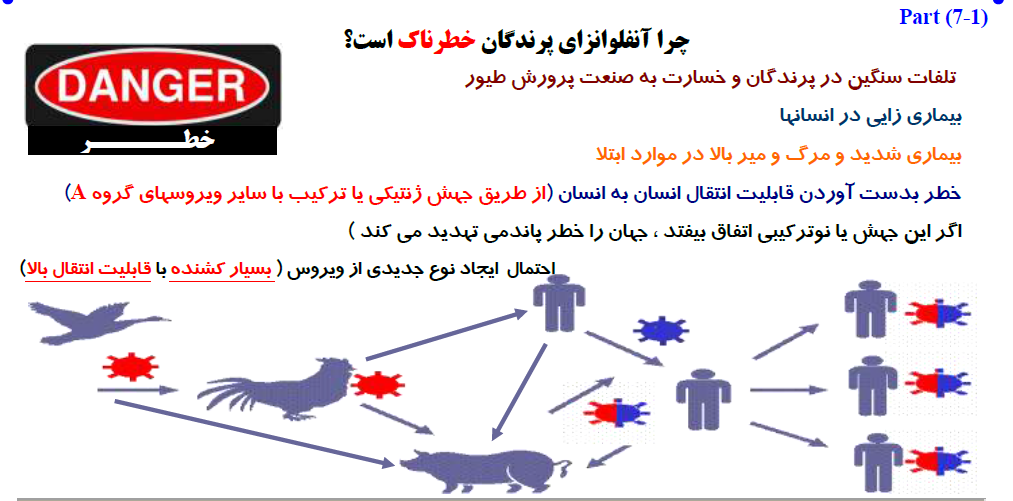 Part (7-1)
چرا آنفلوانزای پرندگان خطرناک است؟
DANGER
خطـــــــــــــر
تلفات سنگین در پرندگان و خسارت به صنعت پرورش طیور
بیماری زایی در انسانها
بیماری شدید و مرگ و میر بالا در موارد ابتلا
خطر بدست آوردن قابلیت انتقال انسان به انسان (از طریق جهش ژنتیکی یا ترکیب با سایر ویروسهای گروه A)
اگر این جهش یا نوترکیبی اتفاق بیفتد ، جهان را خطر پاندمی تهدید می کند )
احتمال ایجاد نوع جدیدی از ویروس ( بسیار کشنده با قابلیت انتقال بالا)